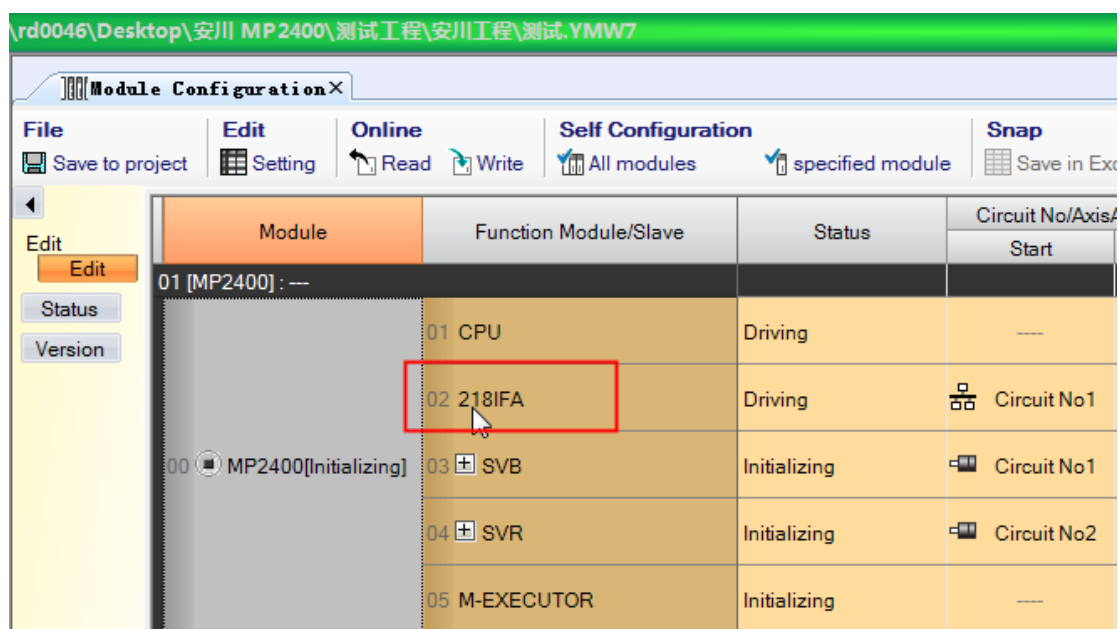 \rd0046\Desktop\安川 MP2400\测试工程\安川工程\测试.YMW7
Module Configuration
File Edit Online Self Configuration Snap
Save to project Setting Read Write All modules specified module Save in Exc
Edit
Edit
Status
Version
Module Function Module/Slave Status Circuit No/AxisA
Start
01 [MP2400] : ---
01 CPU Driving ----
02 218IFA Driving Circuit No1
00 MP2400[Initializing] 03 SVB Initializing Circuit No1
04 SVR Initializing Circuit No2
05 M-EXECUTOR Initializing ----